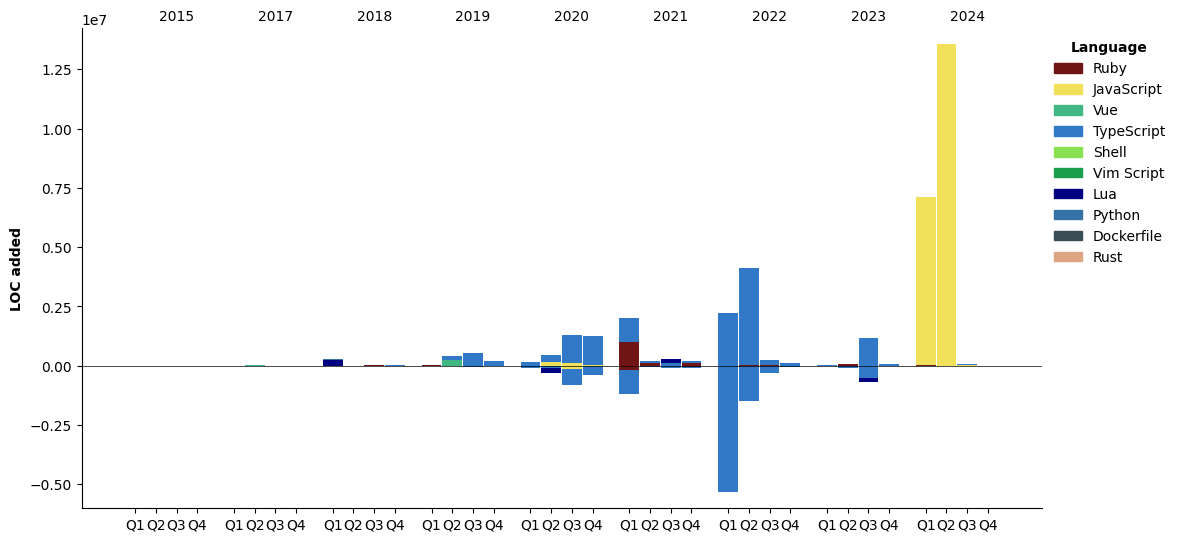 1e7
2015 2017 2018 2019 2020 2021 2022 2023 2024
LOC added
1.25
1.00
0.75
0.50
0.25
0.00
−0.25
−0.50
Q1 Q2 Q3 Q4 Q1 Q2 Q3 Q4 Q1 Q2 Q3 Q4 Q1 Q2 Q3 Q4 Q1 Q2 Q3 Q4 Q1 Q2 Q3 Q4 Q1 Q2 Q3 Q4 Q1 Q2 Q3 Q4 Q1 Q2 Q3 Q4
Language
Ruby
JavaScript
Vue
TypeScript
Shell
Vim Script
Lua
Python
Dockerfile
Rust